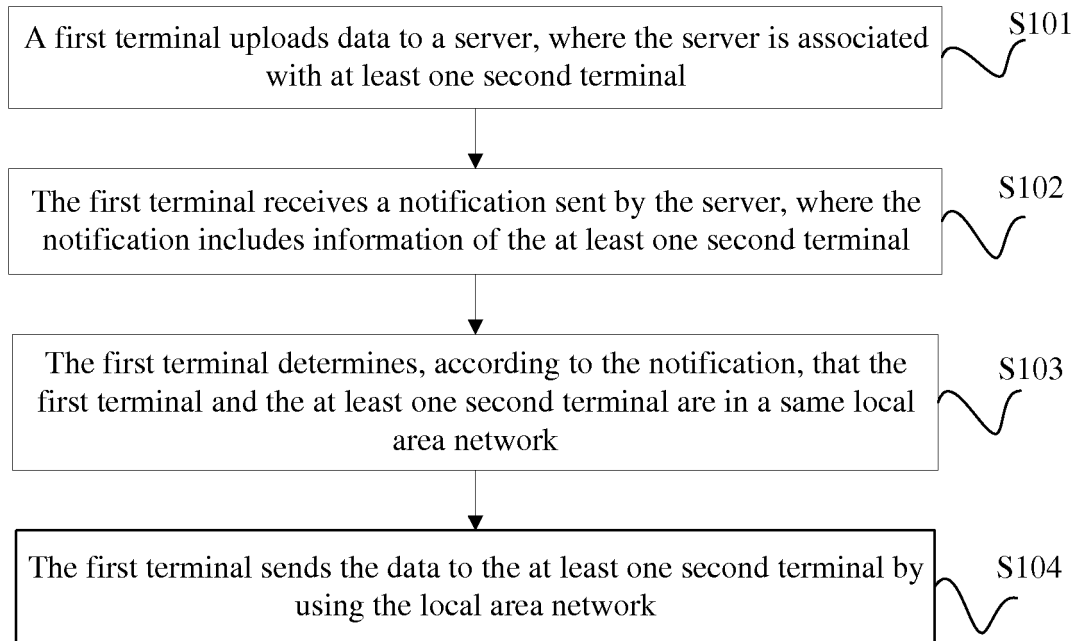 A first terminal uploads data to a server, where the server is associated
with at least one second terminal
S101
The first terminal receives a notification sent by the server, where the
notification includes information of the at least one second terminal
S102
The first terminal determines, according to the notification, that the
first terminal and the at least one second terminal are in a same local
area network
S103
The first terminal sends the data to the at least one second terminal by
using the local area network
S104